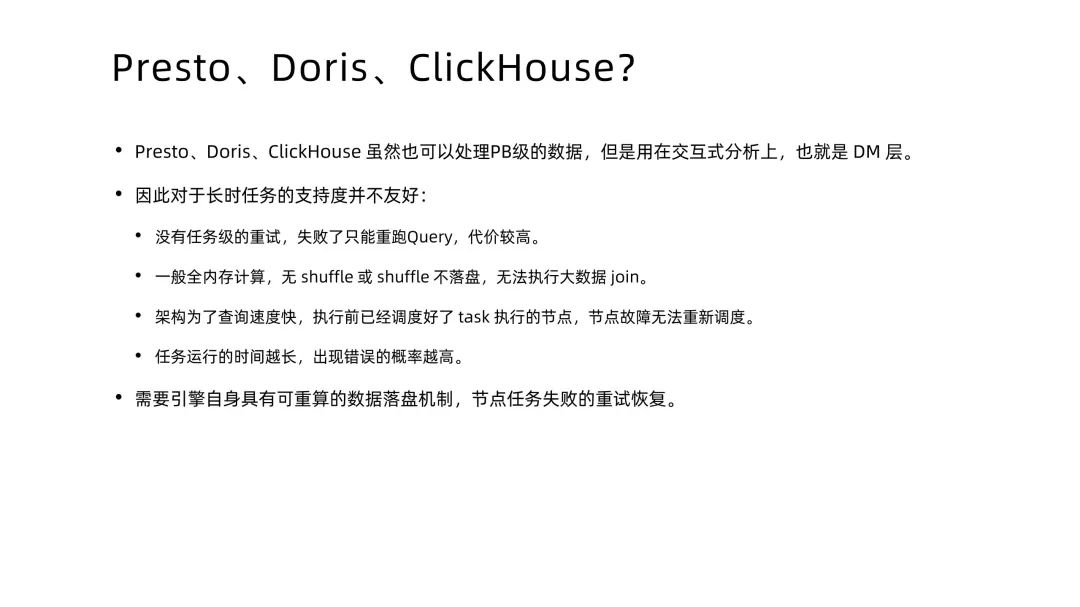 Presto、Doris、ClickHouse?
• Presto、Doris、ClickHouse 虽然也可以处理PB级的数据，但是用在交互式分析上，也就是 DM 层。
• 因此对于长时任务的支持度并不友好：
• 没有任务级的重试，失败了只能重跑Query，代价较高。
• 一般全内存计算，无 shuffle 或 shuffle 不落盘，无法执行大数据 join。
• 架构为了查询速度快，执行前已经调度好了 task 执行的节点，节点故障无法重新调度。
• 任务运行的时间越长，出现错误的概率越高。
• 需要引擎自身具有可重算的数据落盘机制，节点任务失败的重试恢复。